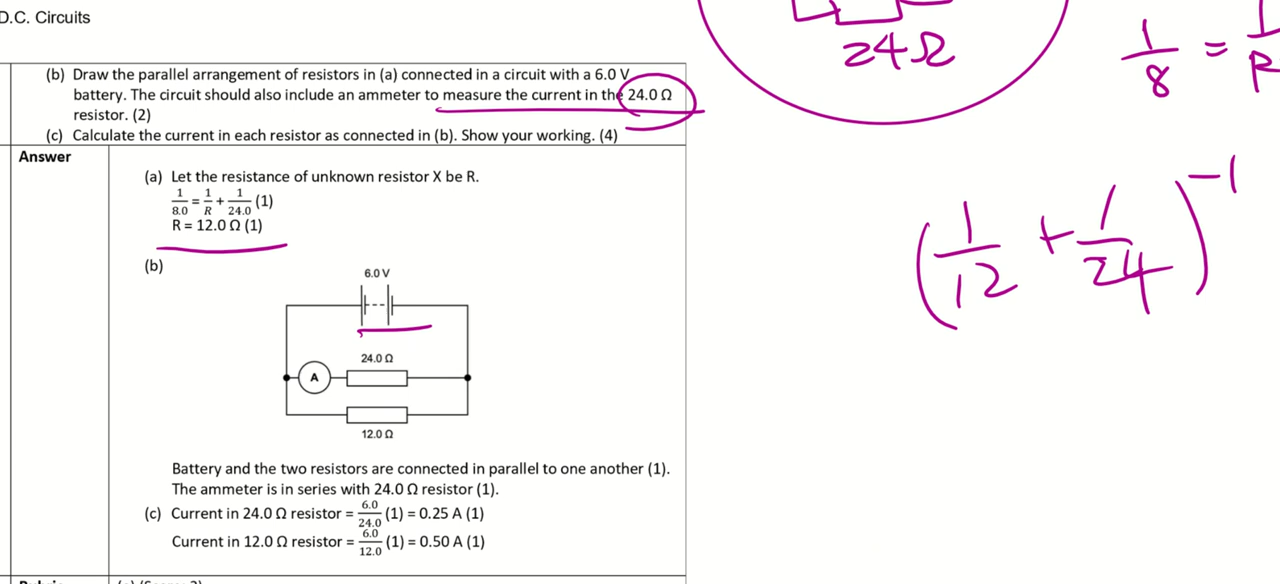 D.C. Circuits
24Ω
1/8 = 1/R
(b) Draw the parallel arrangement of resistors in (a) connected in a circuit with a 6.0 V
battery. The circuit should also include an ammeter to measure the current in the 24.0 Ω
resistor. (2)
(c) Calculate the current in each resistor as connected in (b). Show your working. (4)
Answer
(a) Let the resistance of unknown resistor X be R.
1/8.0 = 1/R + 1/24.0 (1)
R = 12.0 Ω (1)
(1/12 + 1/24)^-1
(b)
6.0 V
24.0 Ω
A
12.0 Ω
Battery and the two resistors are connected in parallel to one another (1).
The ammeter is in series with 24.0 Ω resistor (1).
(c) Current in 24.0 Ω resistor = 6.0/24.0 (1) = 0.25 A (1)
Current in 12.0 Ω resistor = 6.0/12.0 (1) = 0.50 A (1)